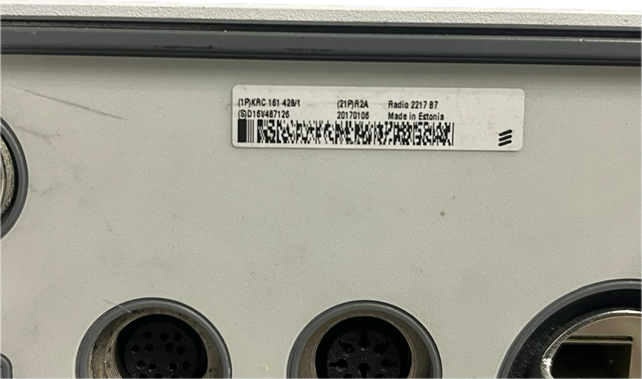 (1P)KRC 161 428/1 (21P)R2A Radio 2217 B7
(S)D16V487126 20170106 Made in Estonia